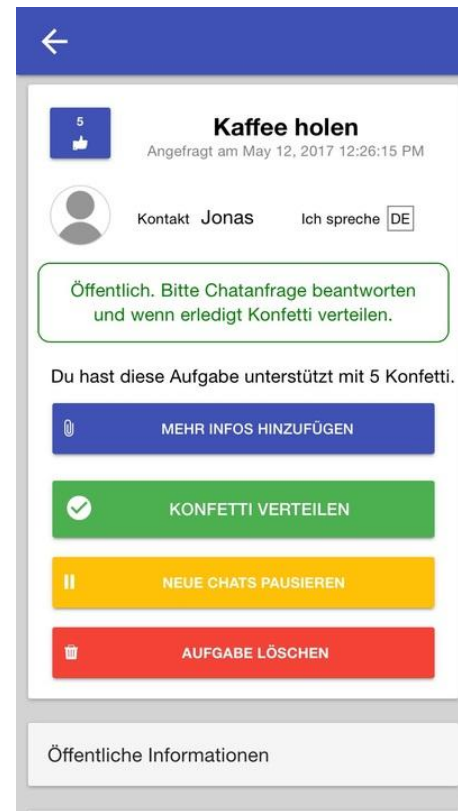 5
Kaffee holen
Angefragt am May 12, 2017 12:26:15 PM
Kontakt Jonas Ich spreche DE
Öffentlich. Bitte Chatanfrage beantworten
und wenn erledigt Konfetti verteilen.
Du hast diese Aufgabe unterstützt mit 5 Konfetti.
MEHR INFOS HINZUFÜGEN
KONFETTI VERTEILEN
NEUE CHATS PAUSIEREN
AUFGABE LÖSCHEN
Öffentliche Informationen